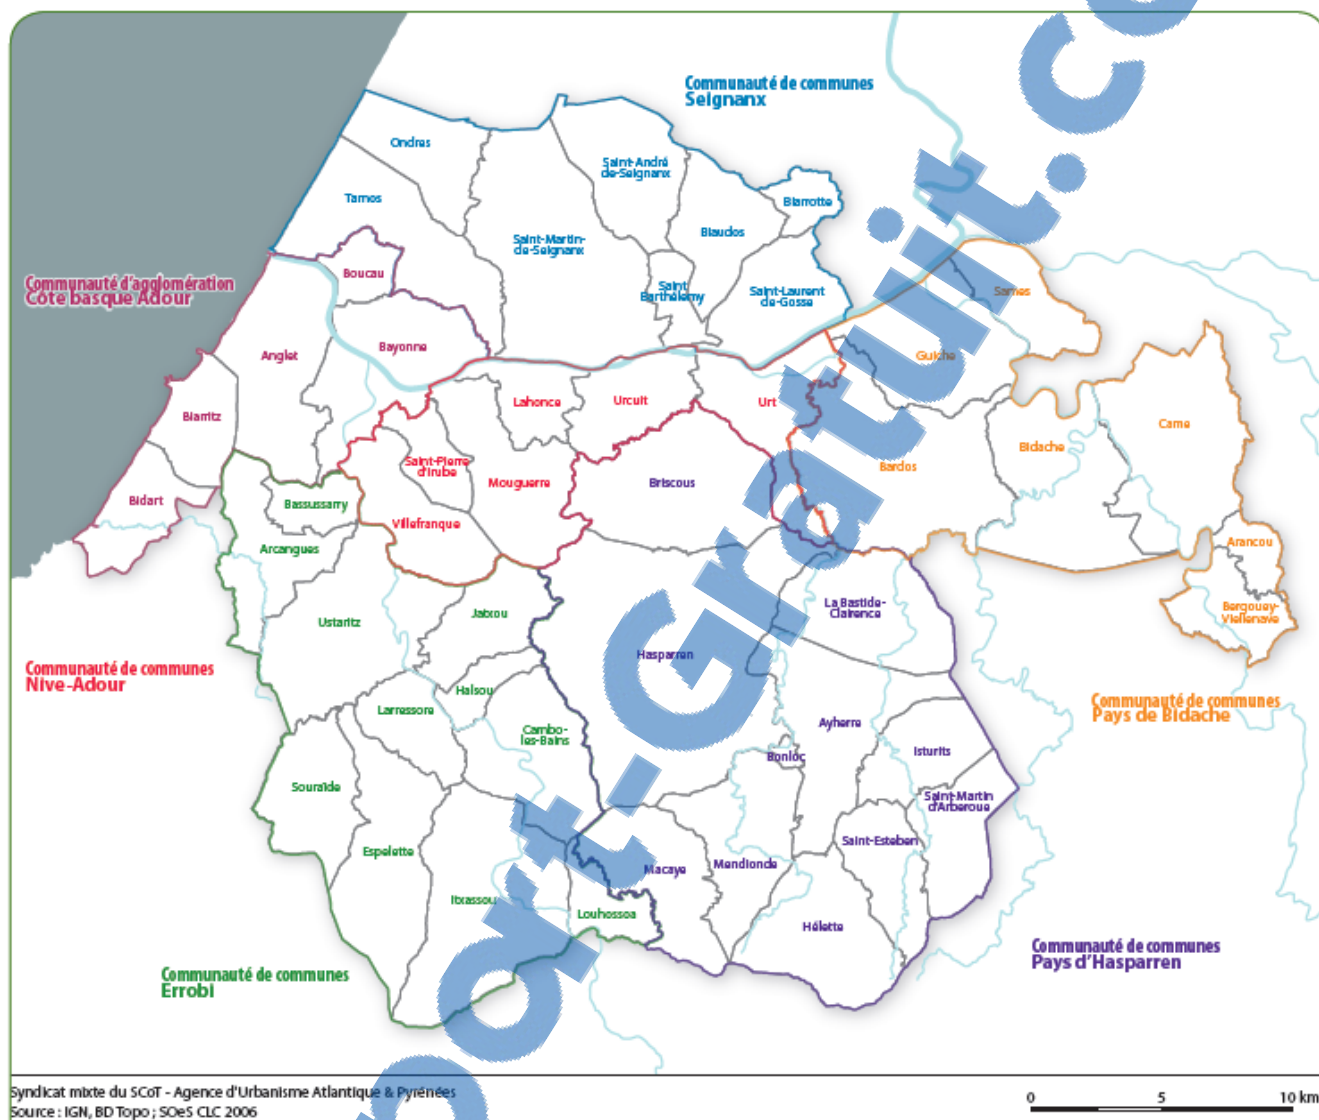 Communauté de communes
Seignanx
Ondres
Saint-André
de-Seignanx
Tarnos
Biarrotte
Saint-Martin-
de-Seignanx
Biaudos
Communauté d'agglomération
Côte basque Adour
Boucau
Saint
Barthélemy
Saint-Laurent
de-Gosse
Sames
Anglet
Bayonne
Guiche
Biarritz
Lahonce
Urcuit
Urt
Came
Bidache
Saint-Pierre
d'Irube
Bardos
Mouguerre
Briscous
Bidart
Bassussarry
Villefranque
Arcangues
Arancou
La Bastide-
Clairence
Bergouey-
Viellenave
Ustaritz
Jatxou
Hasparren
Communauté de communes
Nive-Adour
Halsou
Larressore
Communauté de communes
Pays de Bidache
Cambo-
les-Bains
Ayherre
Isturits
Bonloc
Souraïde
Saint-Martin
d'Arberoue
Saint-Esteben
Espelette
Macaye
Mendionde
Itxassou
Louhossoa
Hélette
Communauté de communes
Pays d'Hasparren
Communauté de communes
Errobi
Syndicat mixte du SCoT - Agence d'Urbanisme Atlantique & Pyrénées
Source : IGN, BD Topo ; SOeS CLC 2006
0 5 10 km
port-Gratuit.c